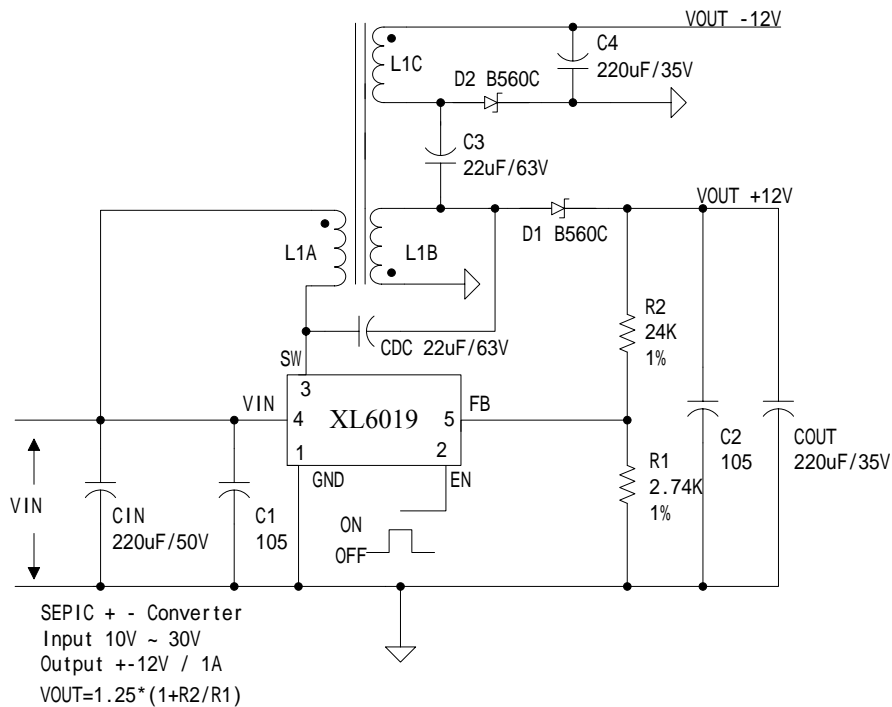 VOUT -12V
C4
220uF/35V
L1C
D2 B560C
C3
22uF/63V
VOUT +12V
D1 B560C
L1A
L1B
R2
24K
1%
CDC 22uF/63V
SW
3
VIN
4
XL6019
5
FB
1
2
GND
EN
C2
105
COUT
220uF/35V
R1
2.74K
1%
VIN
CIN
220uF/50V
C1
105
ON
OFF
SEPIC + - Converter
Input 10V ~ 30V
Output +-12V / 1A
VOUT=1.25*(1+R2/R1)